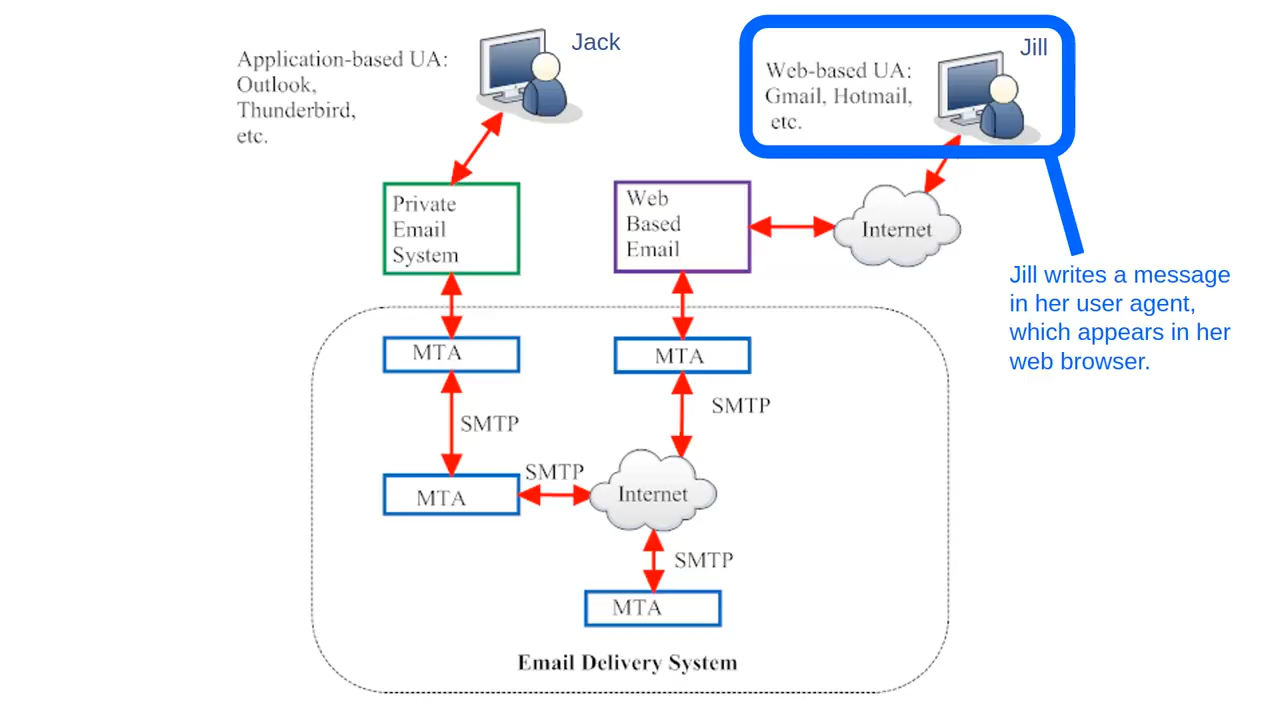 Jack
Application-based UA:
Outlook,
Thunderbird,
etc.
Jill
Web-based UA:
Gmail, Hotmail,
etc.
Private
Email
System
Web
Based
Email
Internet
Jill writes a message
in her user agent,
which appears in her
web browser.
MTA
MTA
SMTP
SMTP
SMTP
MTA
Internet
SMTP
MTA
Email Delivery System